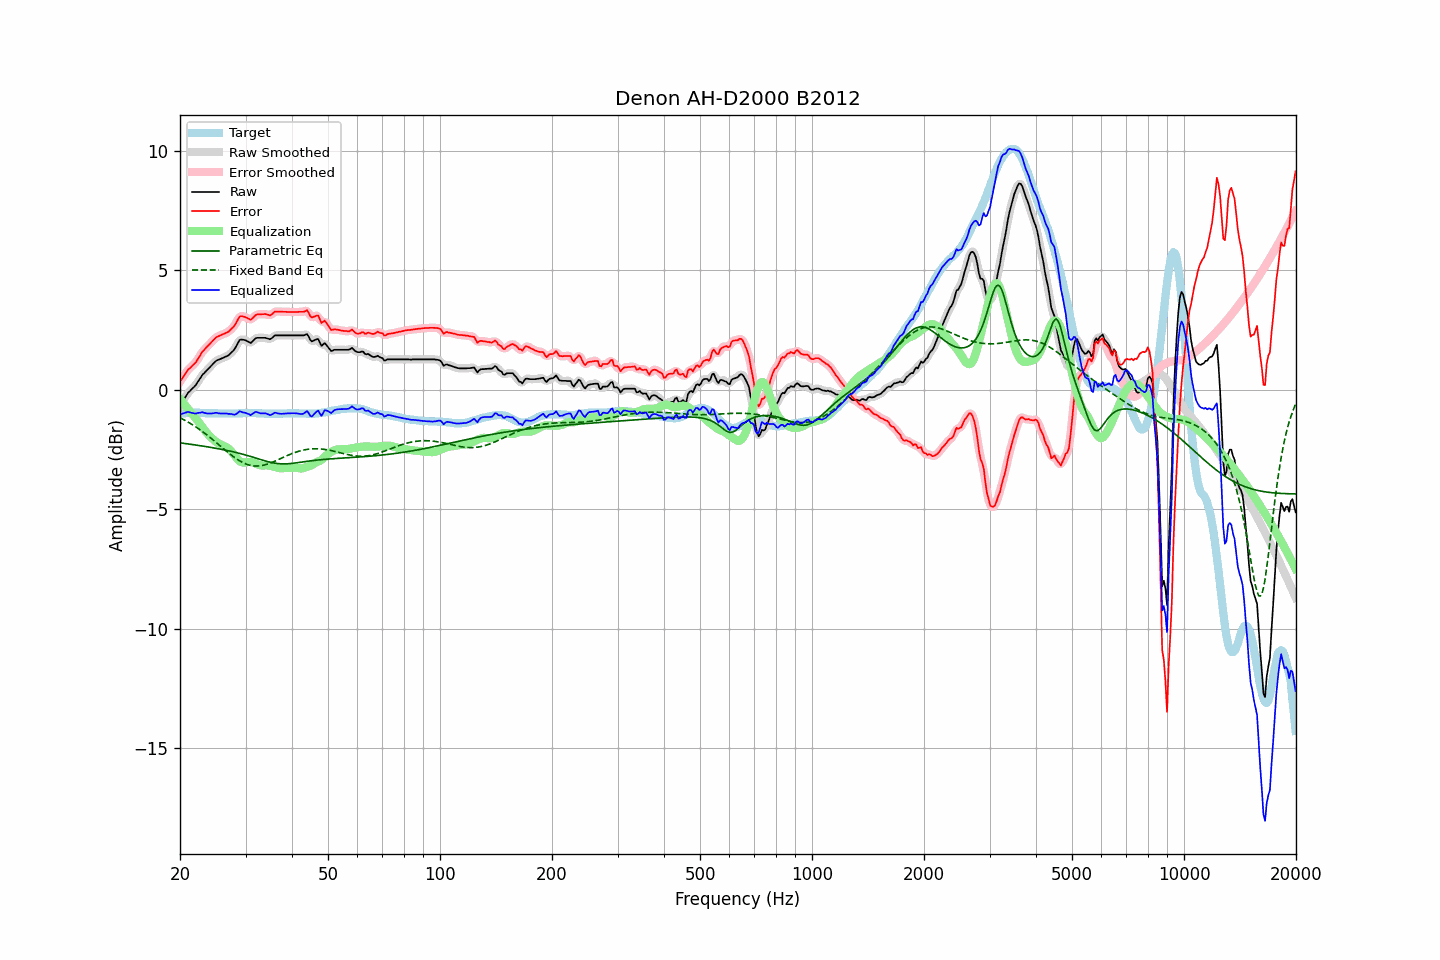 Denon AH-D2000 B2012
Target
Raw Smoothed
Error Smoothed
Raw
Error
Equalization
Parametric Eq
Fixed Band Eq
Equalized
10
5
0
−5
−10
−15
Amplitude (dBr)
20 50 100 200 500 1000 2000 5000 10000 20000
Frequency (Hz)